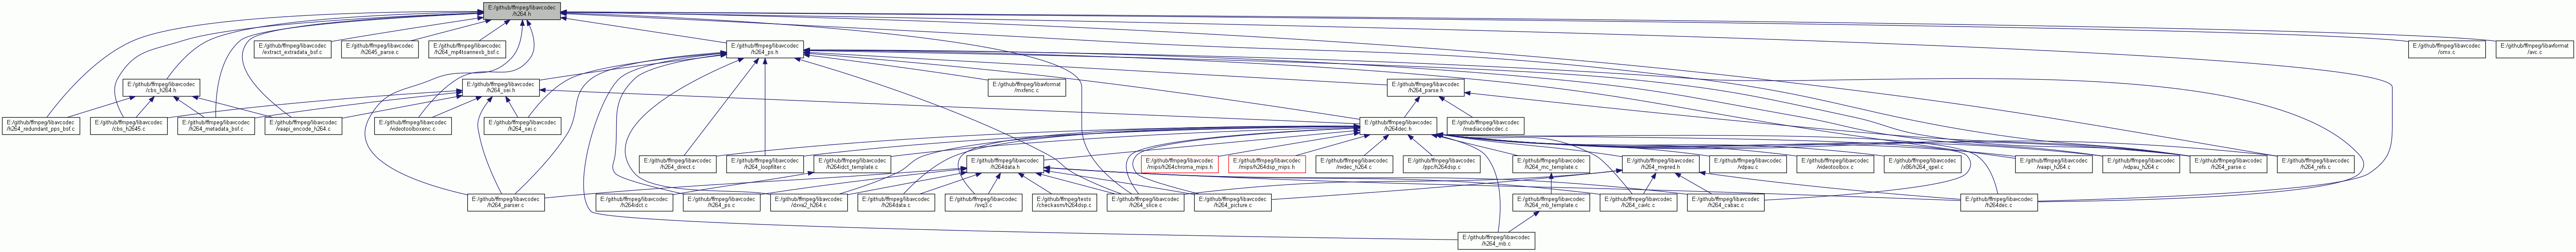 E:/github/ffmpeg/libavcodec
/h264.h
E:/github/ffmpeg/libavcodec
/extract_extradata_bsf.c
E:/github/ffmpeg/libavcodec
/h2645_parse.c
E:/github/ffmpeg/libavcodec
/h264_mp4toannexb_bsf.c
E:/github/ffmpeg/libavcodec
/h264_ps.h
E:/github/ffmpeg/libavcodec
/omx.c
E:/github/ffmpeg/libavformat
/avc.c
E:/github/ffmpeg/libavcodec
/cbs_h264.h
E:/github/ffmpeg/libavcodec
/h264_sei.h
E:/github/ffmpeg/libavformat
/mxfenc.c
E:/github/ffmpeg/libavcodec
/h264_parse.h
E:/github/ffmpeg/libavcodec
/h264_redundant_pps_bsf.c
E:/github/ffmpeg/libavcodec
/cbs_h2645.c
E:/github/ffmpeg/libavcodec
/h264_metadata_bsf.c
E:/github/ffmpeg/libavcodec
/vaapi_encode_h264.c
E:/github/ffmpeg/libavcodec
/videotoolboxenc.c
E:/github/ffmpeg/libavcodec
/h264_sei.c
E:/github/ffmpeg/libavcodec
/h264dec.h
E:/github/ffmpeg/libavcodec
/mediacodecdec.c
E:/github/ffmpeg/libavcodec
/h264_direct.c
E:/github/ffmpeg/libavcodec
/h264_loopfilter.c
E:/github/ffmpeg/libavcodec
/h264idct_template.c
E:/github/ffmpeg/libavcodec
/h264data.h
E:/github/ffmpeg/libavcodec
/mips/h264chroma_mips.h
E:/github/ffmpeg/libavcodec
/mips/h264dsp_mips.h
E:/github/ffmpeg/libavcodec
/nvdec_h264.c
E:/github/ffmpeg/libavcodec
/ppc/h264dsp.c
E:/github/ffmpeg/libavcodec
/h264_mc_template.c
E:/github/ffmpeg/libavcodec
/h264_mvpred.h
E:/github/ffmpeg/libavcodec
/vdpau.c
E:/github/ffmpeg/libavcodec
/videotoolbox.c
E:/github/ffmpeg/libavcodec
/x86/h264_qpel.c
E:/github/ffmpeg/libavcodec
/vaapi_h264.c
E:/github/ffmpeg/libavcodec
/vdpau_h264.c
E:/github/ffmpeg/libavcodec
/h264_parse.c
E:/github/ffmpeg/libavcodec
/h264_refs.c
E:/github/ffmpeg/libavcodec
/h264_parser.c
E:/github/ffmpeg/libavcodec
/h264idct.c
E:/github/ffmpeg/libavcodec
/h264_ps.c
E:/github/ffmpeg/libavcodec
/dxva2_h264.c
E:/github/ffmpeg/libavcodec
/h264data.c
E:/github/ffmpeg/libavcodec
/svq3.c
E:/github/ffmpeg/tests
/checkasm/h264dsp.c
E:/github/ffmpeg/libavcodec
/h264_slice.c
E:/github/ffmpeg/libavcodec
/h264_picture.c
E:/github/ffmpeg/libavcodec
/h264_mb_template.c
E:/github/ffmpeg/libavcodec
/h264_cavlc.c
E:/github/ffmpeg/libavcodec
/h264_cabac.c
E:/github/ffmpeg/libavcodec
/h264dec.c
E:/github/ffmpeg/libavcodec
/h264_mb.c